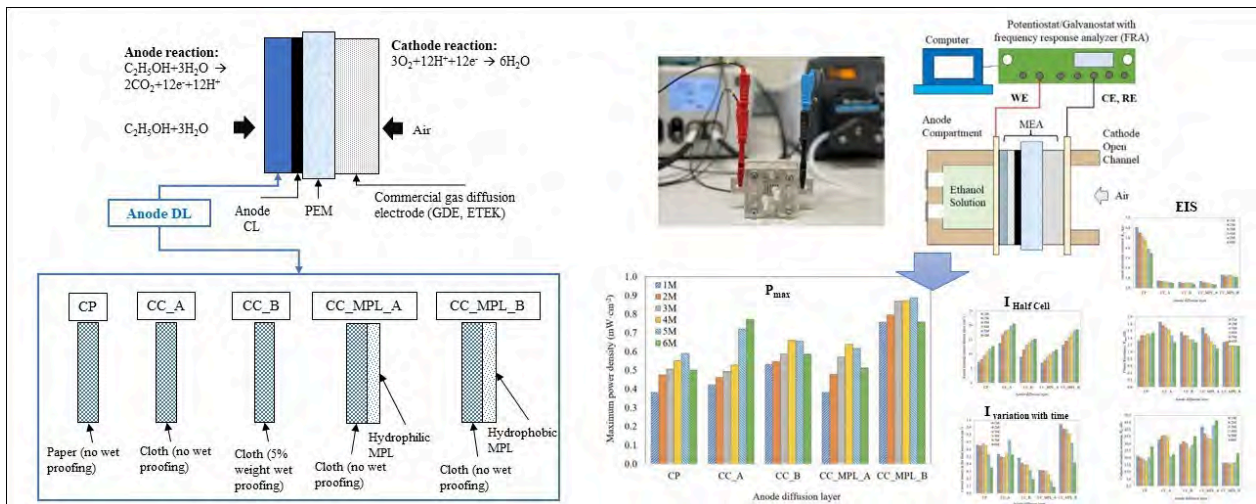 Anode reaction:
C₂H₅OH+3H₂O →
2CO₂+12e⁻+12H⁺
Cathode reaction:
3O₂+12H⁺+12e⁻ → 6H₂O
C₂H₅OH+3H₂O
Air
Anode DL
Anode
CL
PEM
Commercial gas diffusion
electrode (GDE, ETEK)
CP
CC_A
CC_B
CC_MPL_A
CC_MPL_B
Paper (no wet
proofing)
Cloth (no wet
proofing)
Cloth (5%
weight wet
proofing)
Hydrophilic
MPL
Cloth (no wet
proofing)
Hydrophobic
MPL
Cloth (no wet
proofing)
Potentiostat/Galvanostat with
frequency response analyzer (FRA)
Computer
WE
CE, RE
Anode
Compartment
MEA
Cathode
Open
Channel
Ethanol
Solution
Air
EIS
Pmax
Maximum power density (mW·cm⁻²)
1.0
0.9
0.8
0.7
0.6
0.5
0.4
0.3
0.2
0.1
0.0
1M
2M
3M
4M
5M
6M
CP
CC_A
CC_B
CC_MPL_A
CC_MPL_B
Anode diffusion layer
I Half Cell
I variation with time